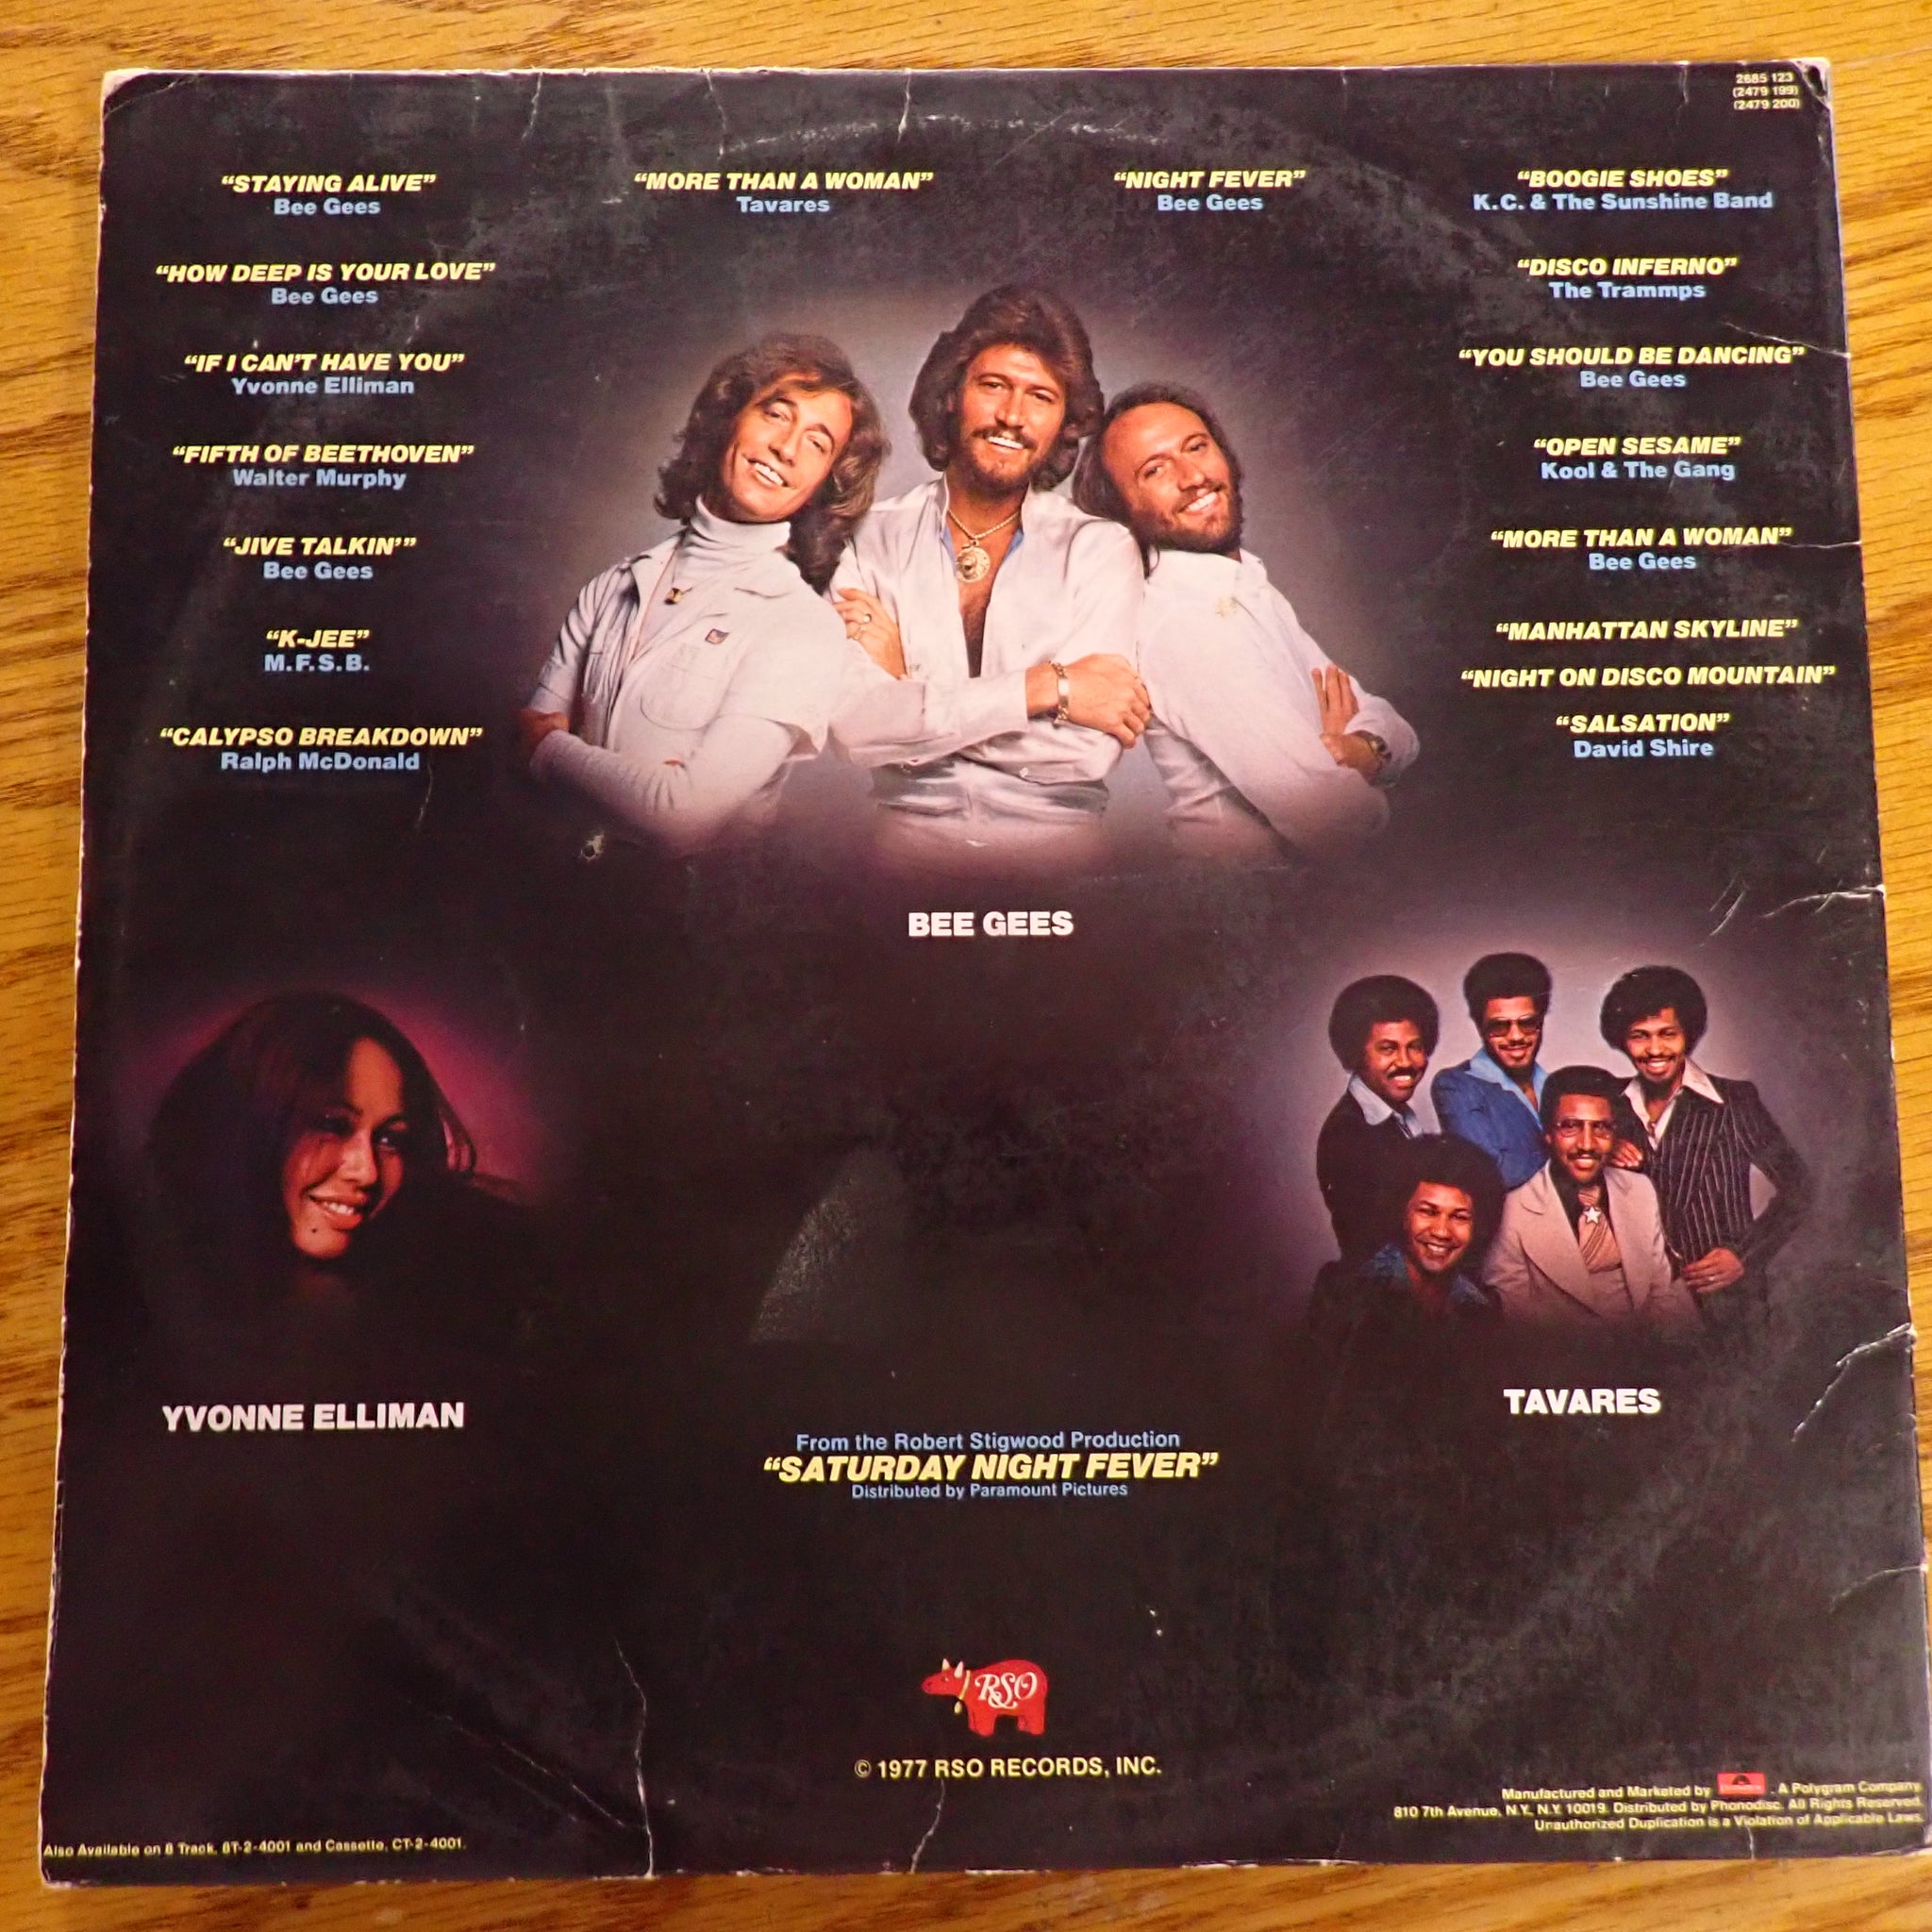 2685 123
(2479 199)
(2479 200)
“STAYING ALIVE”
Bee Gees
“HOW DEEP IS YOUR LOVE”
Bee Gees
“IF I CAN’T HAVE YOU”
Yvonne Elliman
“FIFTH OF BEETHOVEN”
Walter Murphy
“JIVE TALKIN’”
Bee Gees
“K-JEE”
M.F.S.B.
“CALYPSO BREAKDOWN”
Ralph McDonald
“MORE THAN A WOMAN”
Tavares
“NIGHT FEVER”
Bee Gees
“BOOGIE SHOES”
K.C. & The Sunshine Band
“DISCO INFERNO”
The Trammps
“YOU SHOULD BE DANCING”
Bee Gees
“OPEN SESAME”
Kool & The Gang
“MORE THAN A WOMAN”
Bee Gees
“MANHATTAN SKYLINE”
“NIGHT ON DISCO MOUNTAIN”
“SALSATION”
David Shire
BEE GEES
YVONNE ELLIMAN
TAVARES
From the Robert Stigwood Production
“SATURDAY NIGHT FEVER”
Distributed by Paramount Pictures
RSO
© 1977 RSO RECORDS, INC.
Also Available on 8 Track, 8T-2-4001 and Cassette, CT-2-4001.
Manufactured and Marketed by . A Polygram Company
810 7th Avenue, N.Y., N.Y. 10019. Distributed by Phonodisc. All Rights Reserved.
Unauthorized Duplication is a Violation of Applicable Laws.